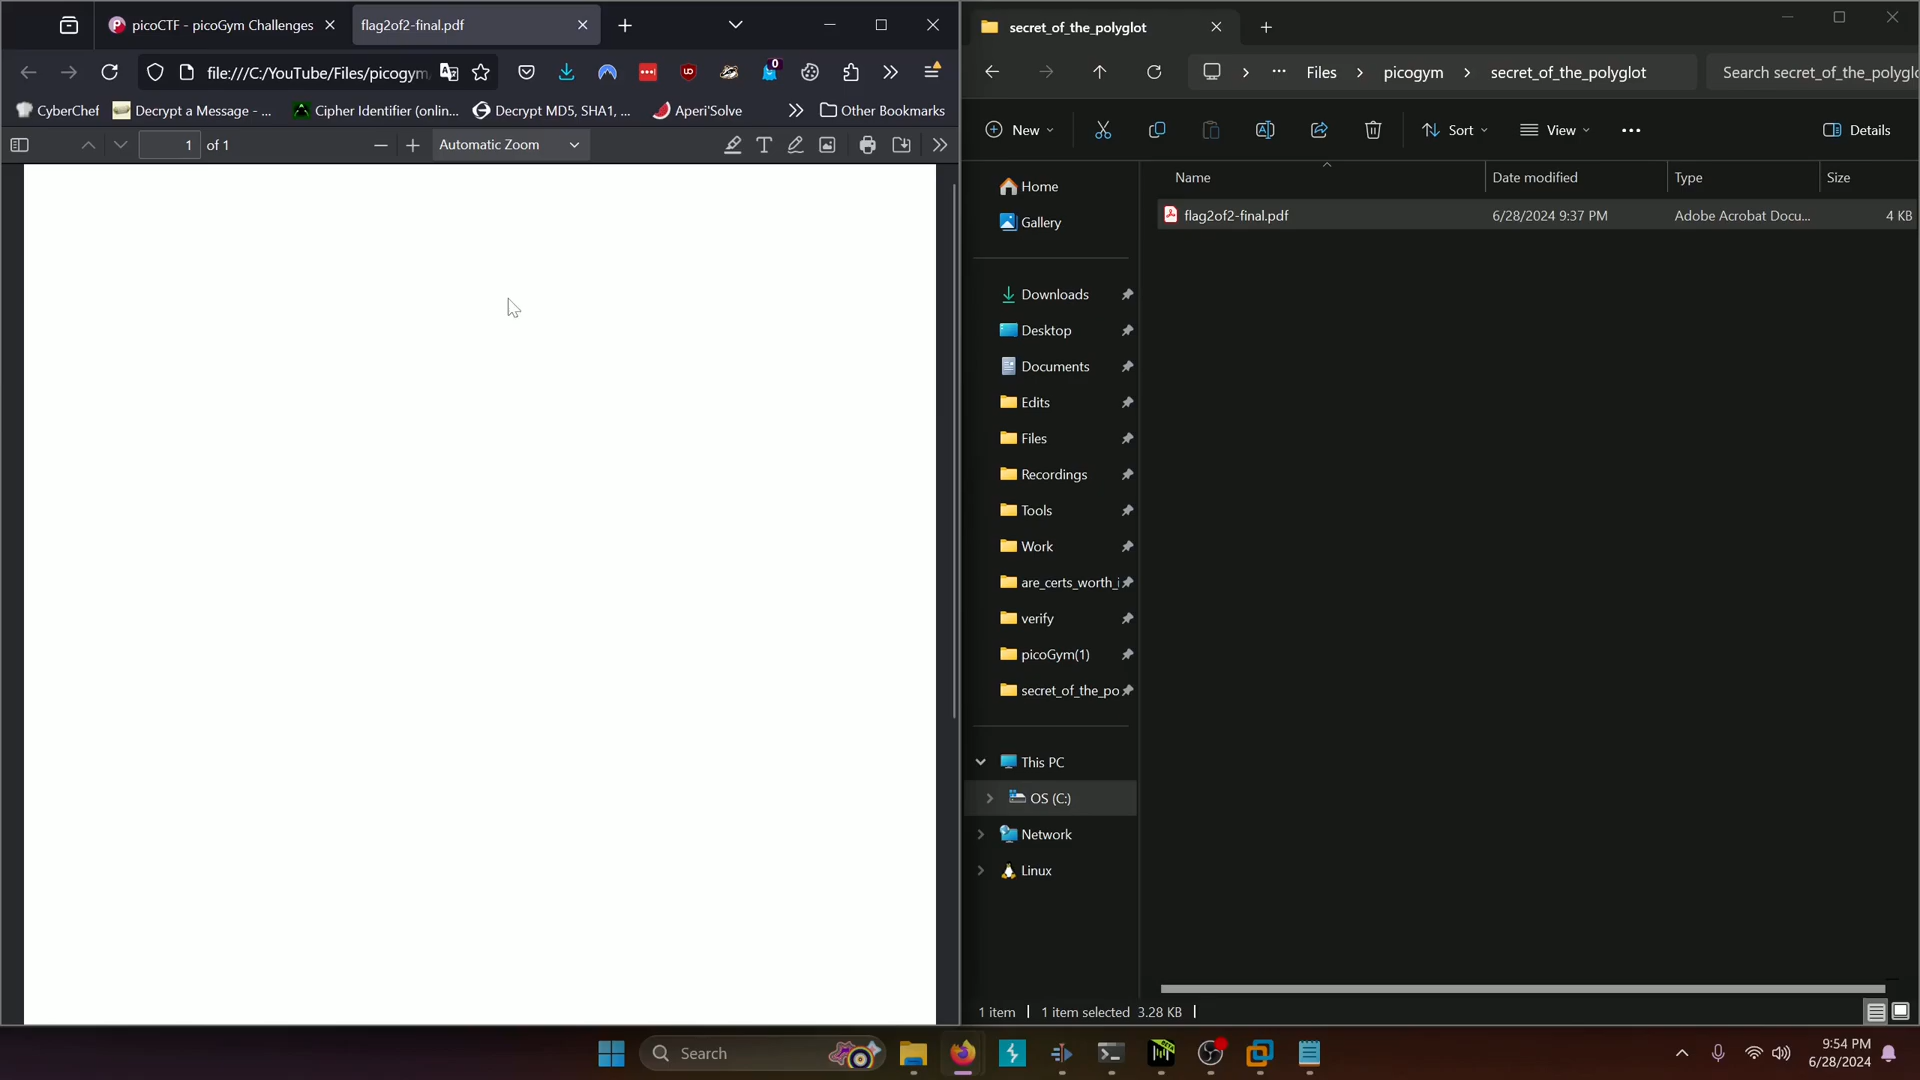 picoCTF - picoGym Challenges
flag2of2-final.pdf
file:///C:/YouTube/Files/picogym/
0
CyberChef
Decrypt a Message - ...
Cipher Identifier (onlin...
Decrypt MD5, SHA1, ...
Aperi'Solve
Other Bookmarks
1
of 1
Automatic Zoom
secret_of_the_polyglot
Files
picogym
secret_of_the_polyglot
Search secret_of_the_polyglo
New
Sort
View
Details
Name
Date modified
Type
Size
flag2of2-final.pdf
6/28/2024 9:37 PM
Adobe Acrobat Docu...
4 KB
Home
Gallery
Downloads
Desktop
Documents
Edits
Files
Recordings
Tools
Work
are_certs_worth_i
verify
picoGym(1)
secret_of_the_po
This PC
OS (C:)
Network
Linux
1 item
1 item selected 3.28 KB
Search
9:54 PM
6/28/2024